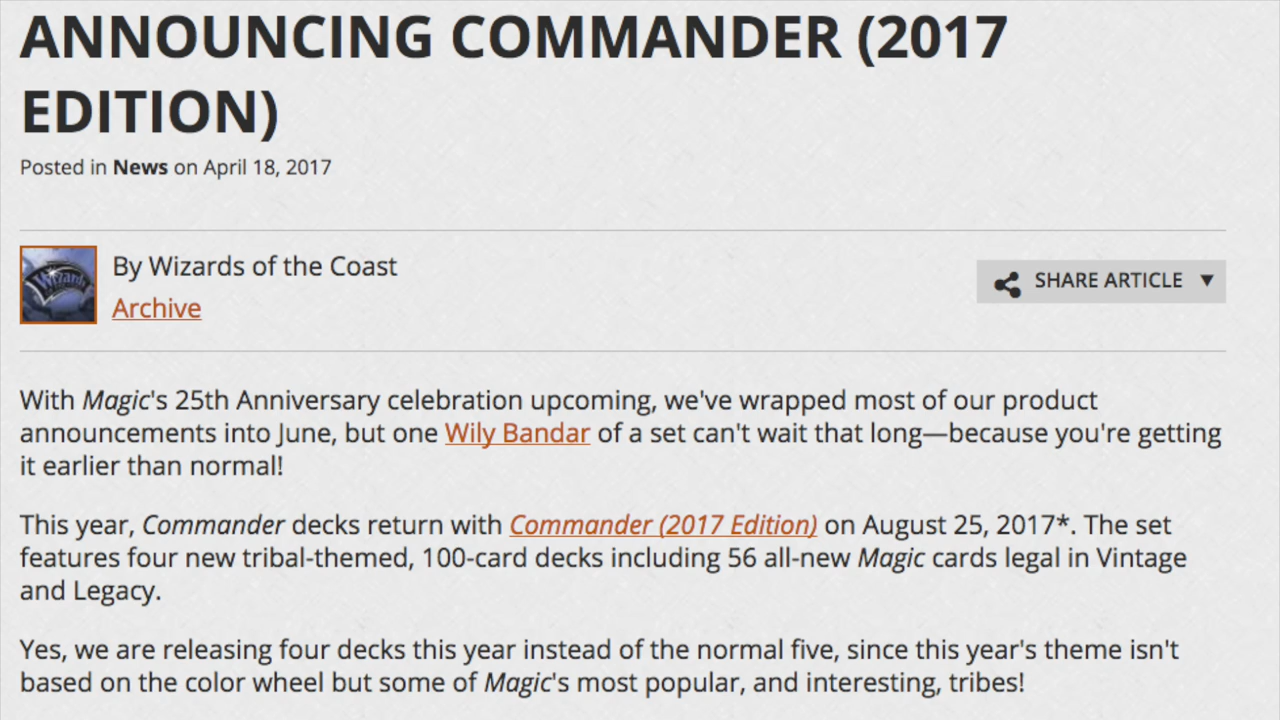 ANNOUNCING COMMANDER (2017
EDITION)
Posted in News on April 18, 2017
Wizards
By Wizards of the Coast
Archive
SHARE ARTICLE ▼
With Magic's 25th Anniversary celebration upcoming, we've wrapped most of our product
announcements into June, but one Wily Bandar of a set can't wait that long—because you're getting
it earlier than normal!
This year, Commander decks return with Commander (2017 Edition) on August 25, 2017*. The set
features four new tribal-themed, 100-card decks including 56 all-new Magic cards legal in Vintage
and Legacy.
Yes, we are releasing four decks this year instead of the normal five, since this year's theme isn't
based on the color wheel but some of Magic's most popular, and interesting, tribes!